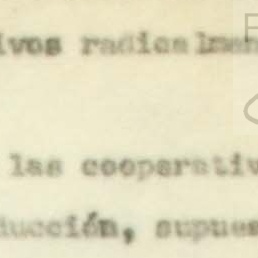 ivos radicalmen
las cooperativ
ducción, supues